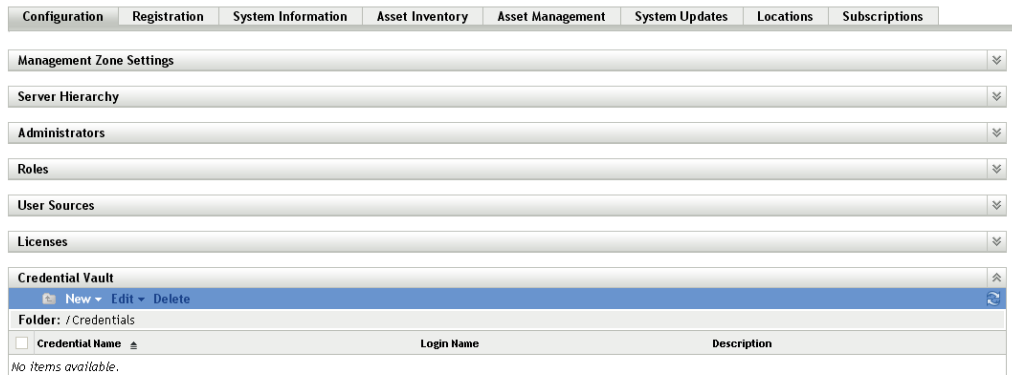 Configuration Registration System Information Asset Inventory Asset Management System Updates Locations Subscriptions
Management Zone Settings
Server Hierarchy
Administrators
Roles
User Sources
Licenses
Credential Vault
New Edit Delete
Folder: / Credentials
Credential Name Login Name Description
No items available.